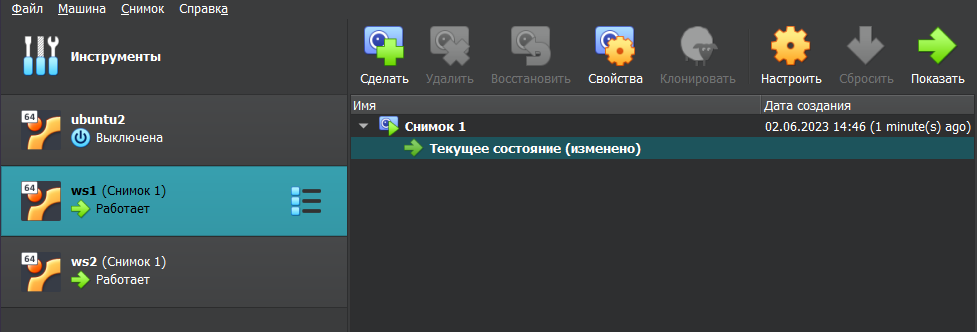 Файл Машина Снимок Справка
Инструменты
Сделать Удалить Восстановить Свойства Клонировать Настроить Сбросить Показать
Имя Дата создания
Снимок 1 02.06.2023 14:46 (1 minute(s) ago)
Текущее состояние (изменено)
64 ubuntu2
Выключена
64 ws1 (Снимок 1)
Работает
64 ws2 (Снимок 1)
Работает